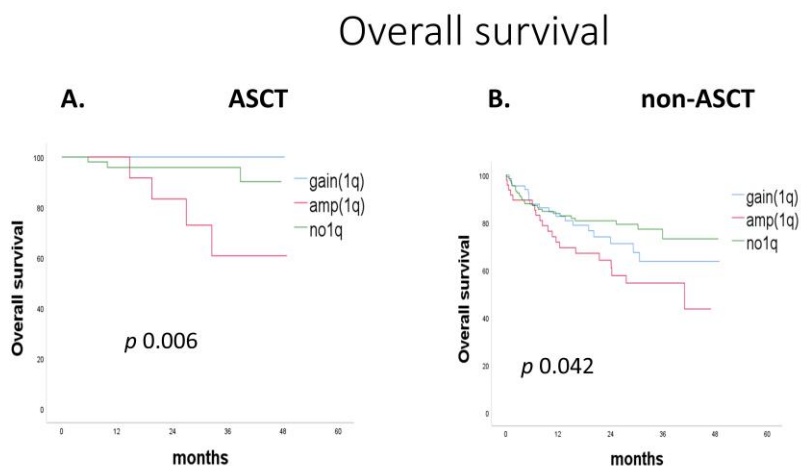 Overall survival
A. ASCT
100
80
60
40
20
0
Overall survival
gain(1q)
amp(1q)
no1q
p 0.006
0 12 24 36 48 60
months
B. non-ASCT
100
80
60
40
20
0
Overall survival
gain(1q)
amp(1q)
no1q
p 0.042
0 12 24 36 48 60
months